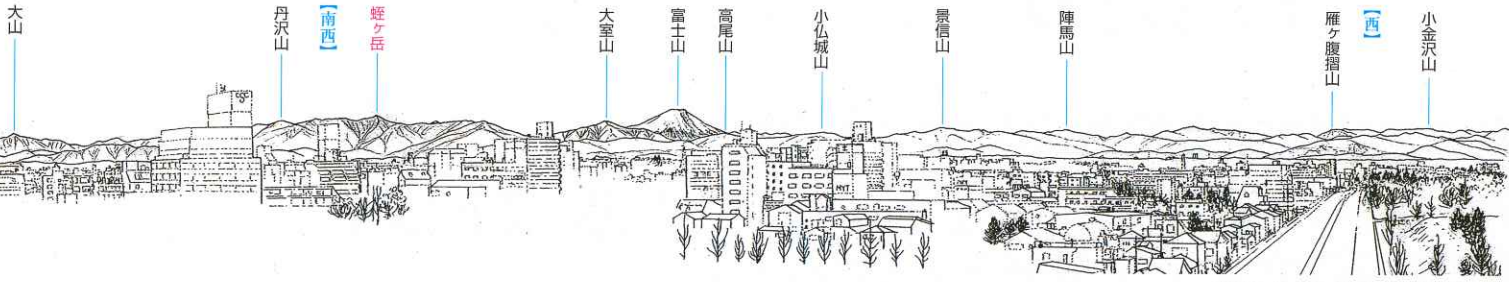 大山
丹沢山
【南西】
蛭ヶ岳
大室山
富士山
高尾山
小仏城山
景信山
陣馬山
雁ヶ腹摺山
【西】
小金沢山
NYT